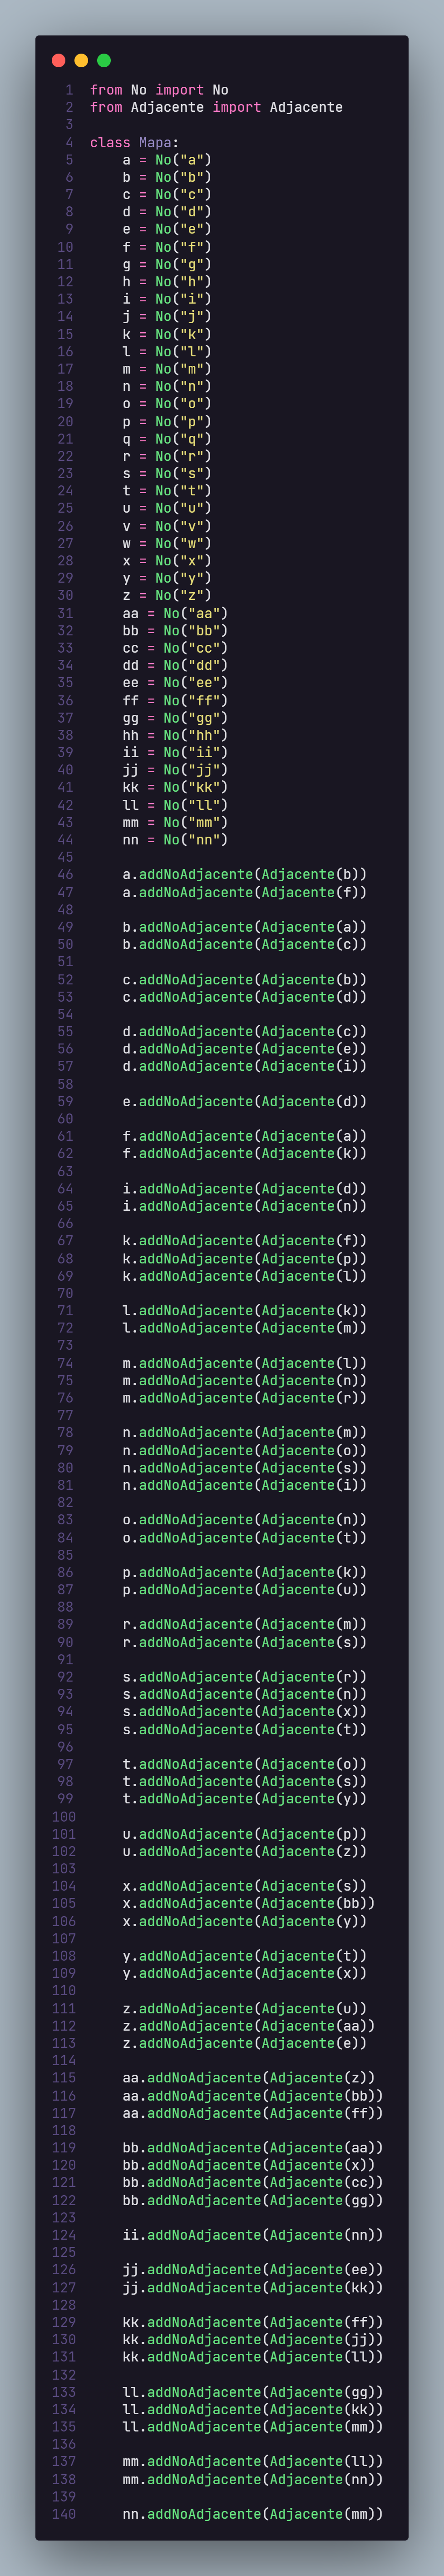 1 from No import No
2 from Adjacente import Adjacente
3
4 class Mapa:
5     a = No("a")
6     b = No("b")
7     c = No("c")
8     d = No("d")
9     e = No("e")
10     f = No("f")
11     g = No("g")
12     h = No("h")
13     i = No("i")
14     j = No("j")
15     k = No("k")
16     l = No("l")
17     m = No("m")
18     n = No("n")
19     o = No("o")
20     p = No("p")
21     q = No("q")
22     r = No("r")
23     s = No("s")
24     t = No("t")
25     u = No("u")
26     v = No("v")
27     w = No("w")
28     x = No("x")
29     y = No("y")
30     z = No("z")
31     aa = No("aa")
32     bb = No("bb")
33     cc = No("cc")
34     dd = No("dd")
35     ee = No("ee")
36     ff = No("ff")
37     gg = No("gg")
38     hh = No("hh")
39     ii = No("ii")
40     jj = No("jj")
41     kk = No("kk")
42     ll = No("ll")
43     mm = No("mm")
44     nn = No("nn")
45
46     a.addNoAdjacente(Adjacente(b))
47     a.addNoAdjacente(Adjacente(f))
48
49     b.addNoAdjacente(Adjacente(a))
50     b.addNoAdjacente(Adjacente(c))
51
52     c.addNoAdjacente(Adjacente(b))
53     c.addNoAdjacente(Adjacente(d))
54
55     d.addNoAdjacente(Adjacente(c))
56     d.addNoAdjacente(Adjacente(e))
57     d.addNoAdjacente(Adjacente(i))
58
59     e.addNoAdjacente(Adjacente(d))
60
61     f.addNoAdjacente(Adjacente(a))
62     f.addNoAdjacente(Adjacente(k))
63
64     i.addNoAdjacente(Adjacente(d))
65     i.addNoAdjacente(Adjacente(n))
66
67     k.addNoAdjacente(Adjacente(f))
68     k.addNoAdjacente(Adjacente(p))
69     k.addNoAdjacente(Adjacente(l))
70
71     l.addNoAdjacente(Adjacente(k))
72     l.addNoAdjacente(Adjacente(m))
73
74     m.addNoAdjacente(Adjacente(l))
75     m.addNoAdjacente(Adjacente(n))
76     m.addNoAdjacente(Adjacente(r))
77
78     n.addNoAdjacente(Adjacente(m))
79     n.addNoAdjacente(Adjacente(o))
80     n.addNoAdjacente(Adjacente(s))
81     n.addNoAdjacente(Adjacente(i))
82
83     o.addNoAdjacente(Adjacente(n))
84     o.addNoAdjacente(Adjacente(t))
85
86     p.addNoAdjacente(Adjacente(k))
87     p.addNoAdjacente(Adjacente(u))
88
89     r.addNoAdjacente(Adjacente(m))
90     r.addNoAdjacente(Adjacente(s))
91
92     s.addNoAdjacente(Adjacente(r))
93     s.addNoAdjacente(Adjacente(n))
94     s.addNoAdjacente(Adjacente(x))
95     s.addNoAdjacente(Adjacente(t))
96
97     t.addNoAdjacente(Adjacente(o))
98     t.addNoAdjacente(Adjacente(s))
99     t.addNoAdjacente(Adjacente(y))
100
101     u.addNoAdjacente(Adjacente(p))
102     u.addNoAdjacente(Adjacente(z))
103
104     x.addNoAdjacente(Adjacente(s))
105     x.addNoAdjacente(Adjacente(bb))
106     x.addNoAdjacente(Adjacente(y))
107
108     y.addNoAdjacente(Adjacente(t))
109     y.addNoAdjacente(Adjacente(x))
110
111     z.addNoAdjacente(Adjacente(u))
112     z.addNoAdjacente(Adjacente(aa))
113     z.addNoAdjacente(Adjacente(e))
114
115     aa.addNoAdjacente(Adjacente(z))
116     aa.addNoAdjacente(Adjacente(bb))
117     aa.addNoAdjacente(Adjacente(ff))
118
119     bb.addNoAdjacente(Adjacente(aa))
120     bb.addNoAdjacente(Adjacente(x))
121     bb.addNoAdjacente(Adjacente(cc))
122     bb.addNoAdjacente(Adjacente(gg))
123
124     ii.addNoAdjacente(Adjacente(nn))
125
126     jj.addNoAdjacente(Adjacente(ee))
127     jj.addNoAdjacente(Adjacente(kk))
128
129     kk.addNoAdjacente(Adjacente(ff))
130     kk.addNoAdjacente(Adjacente(jj))
131     kk.addNoAdjacente(Adjacente(ll))
132
133     ll.addNoAdjacente(Adjacente(gg))
134     ll.addNoAdjacente(Adjacente(kk))
135     ll.addNoAdjacente(Adjacente(mm))
136
137     mm.addNoAdjacente(Adjacente(ll))
138     mm.addNoAdjacente(Adjacente(nn))
139
140     nn.addNoAdjacente(Adjacente(mm))